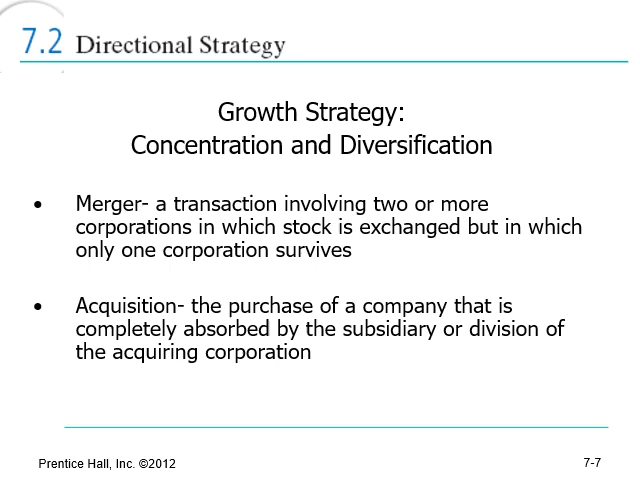 7.2 Directional Strategy
Growth Strategy:
Concentration and Diversification
• Merger- a transaction involving two or more
corporations in which stock is exchanged but in which
only one corporation survives
• Acquisition- the purchase of a company that is
completely absorbed by the subsidiary or division of
the acquiring corporation
Prentice Hall, Inc. ©2012 7-7